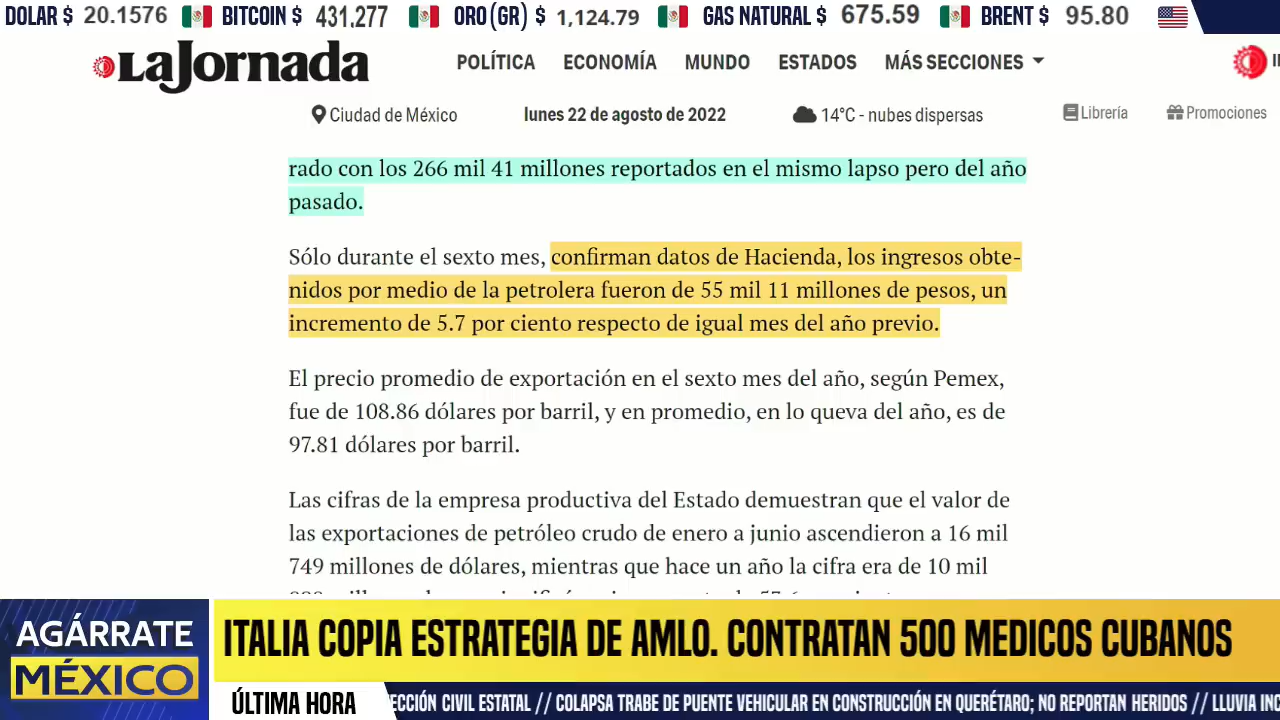 DOLAR $ 20.1576 BITCOIN $ 431,277 ORO(GR) $ 1,124.79 GAS NATURAL $ 675.59 BRENT $ 95.80
La Jornada
POLÍTICA ECONOMÍA MUNDO ESTADOS MÁS SECCIONES
Ciudad de México lunes 22 de agosto de 2022 14°C - nubes dispersas Librería Promociones
rado con los 266 mil 41 millones reportados en el mismo lapso pero del año
pasado.
Sólo durante el sexto mes, confirman datos de Hacienda, los ingresos obte-
nidos por medio de la petrolera fueron de 55 mil 11 millones de pesos, un
incremento de 5.7 por ciento respecto de igual mes del año previo.
El precio promedio de exportación en el sexto mes del año, según Pemex,
fue de 108.86 dólares por barril, y en promedio, en lo queva del año, es de
97.81 dólares por barril.
Las cifras de la empresa productiva del Estado demuestran que el valor de
las exportaciones de petróleo crudo de enero a junio ascendieron a 16 mil
749 millones de dólares, mientras que hace un año la cifra era de 10 mil
AGÁRRATE
MÉXICO
ITALIA COPIA ESTRATEGIA DE AMLO. CONTRATAN 500 MEDICOS CUBANOS
ÚLTIMA HORA ECCIÓN CIVIL ESTATAL // COLAPSA TRABE DE PUENTE VEHICULAR EN CONSTRUCCIÓN EN QUERÉTARO; NO REPORTAN HERIDOS // LLUVIA INC